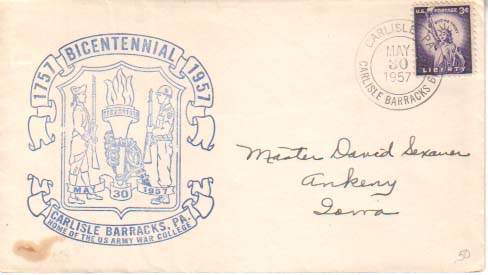 1757 BICENTENNIAL 1957
MAY 30 1957
CARLISLE BARRACKS, PA.
HOME OF THE US ARMY WAR COLLEGE
CARLISLE
MAY
30
1957
CARLISLE BARRACKS
U.S. POSTAGE 3¢
LIBERTY
Master David Sexauer
Ankeny
Iowa
50